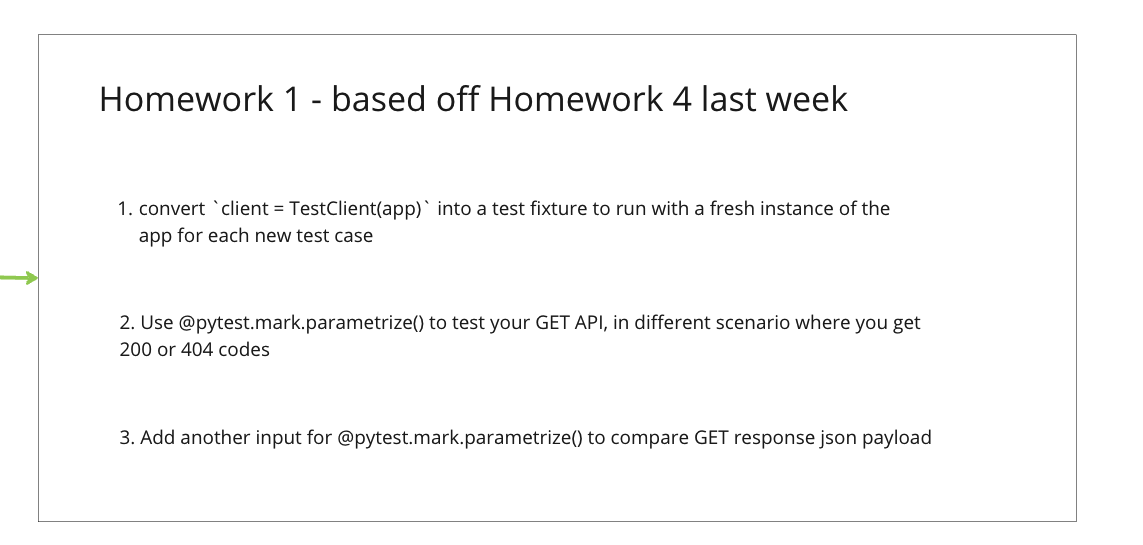 Homework 1 - based off Homework 4 last week
1. convert `client = TestClient(app)` into a test fixture to run with a fresh instance of the
app for each new test case
2. Use @pytest.mark.parametrize() to test your GET API, in different scenario where you get
200 or 404 codes
3. Add another input for @pytest.mark.parametrize() to compare GET response json payload